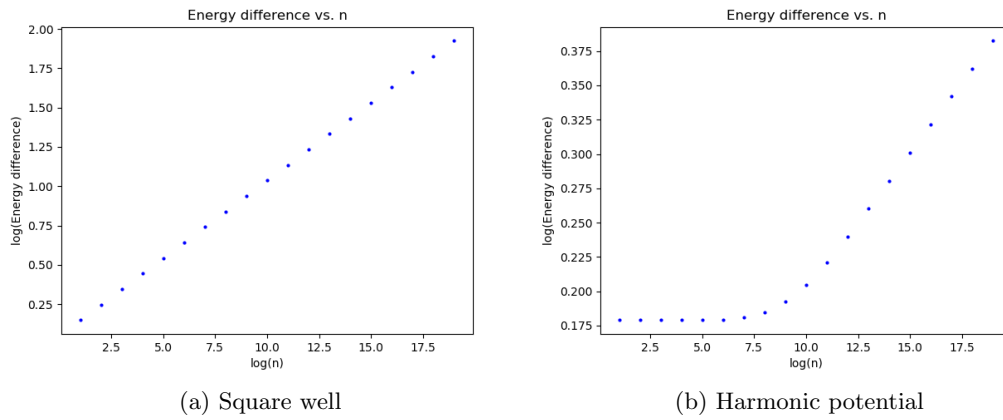 Energy difference vs. n
2.00
1.75
1.50
1.25
1.00
0.75
0.50
0.25
log(Energy difference)
2.5 5.0 7.5 10.0 12.5 15.0 17.5
log(n)
(a) Square well
Energy difference vs. n
0.375
0.350
0.325
0.300
0.275
0.250
0.225
0.200
0.175
log(Energy difference)
2.5 5.0 7.5 10.0 12.5 15.0 17.5
log(n)
(b) Harmonic potential